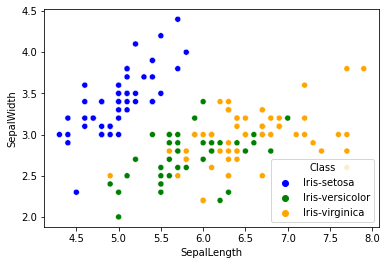 4.5
4.0
3.5
3.0
2.5
2.0
SepalWidth
Class
Iris-setosa
Iris-versicolor
Iris-virginica
4.5 5.0 5.5 6.0 6.5 7.0 7.5 8.0
SepalLength